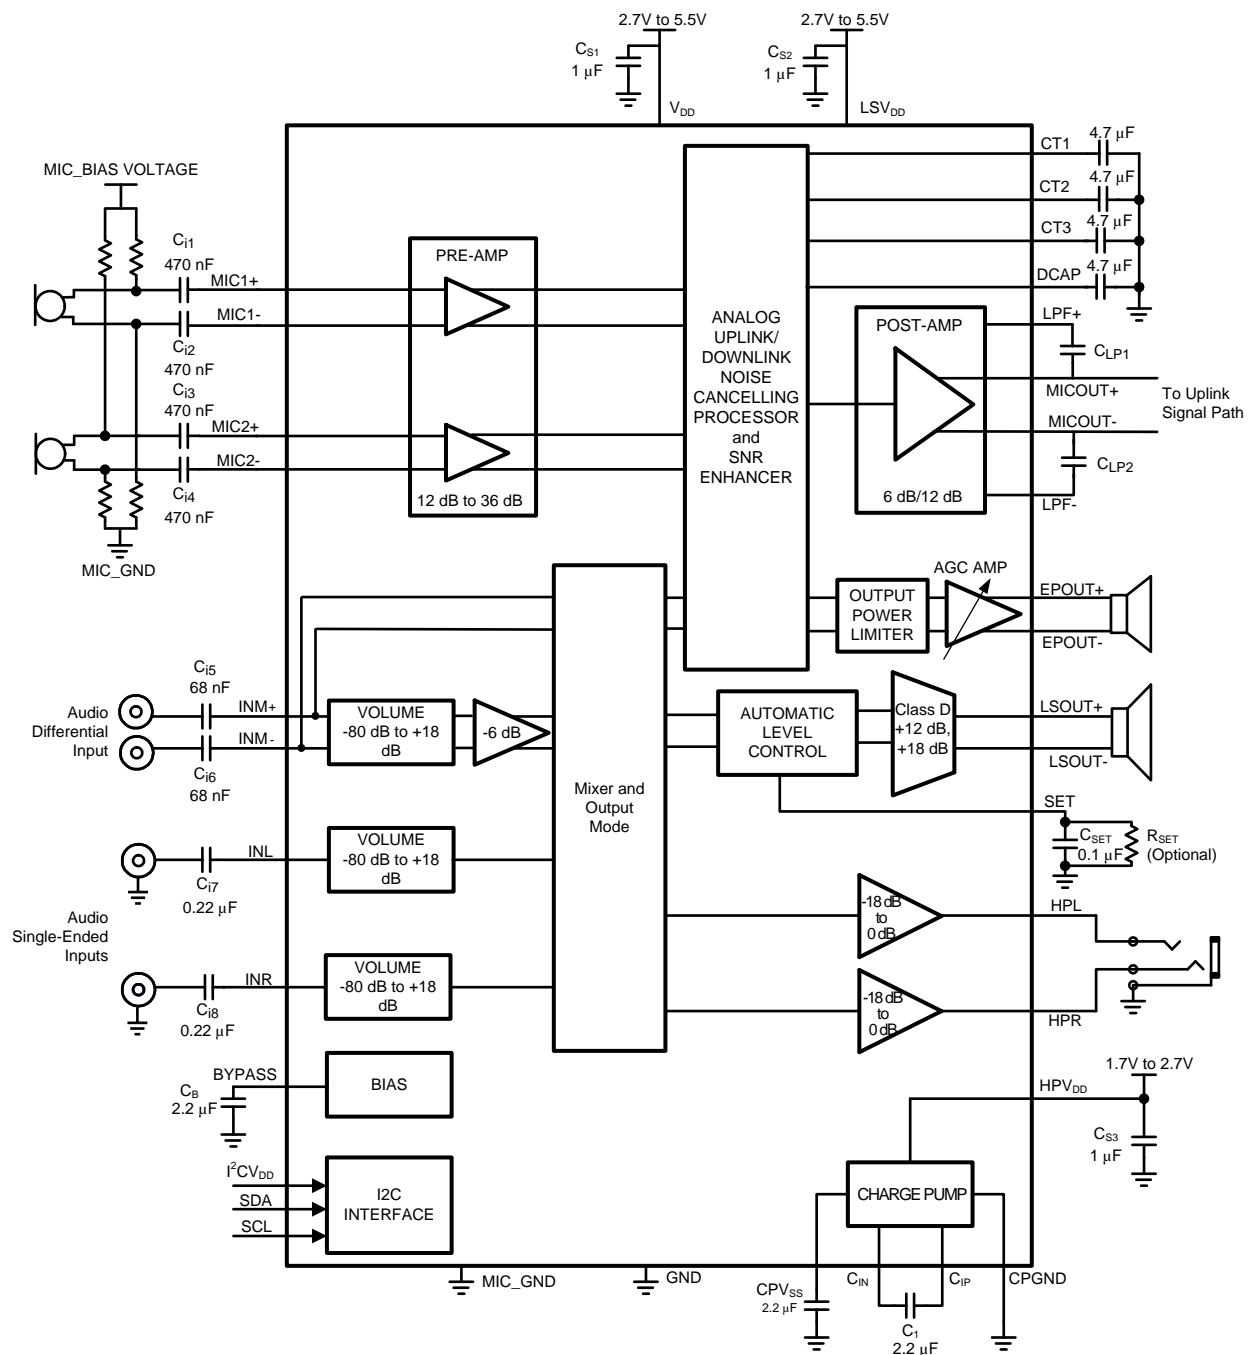 2.7V to 5.5V
2.7V to 5.5V
CS1
1 μF
CS2
1 μF
VDD
LSVDD
MIC_BIAS VOLTAGE
Ci1
470 nF
MIC1+
MIC1-
Ci2
470 nF
Ci3
470 nF
MIC2+
MIC2-
Ci4
470 nF
MIC_GND
PRE-AMP
12 dB to 36 dB
ANALOG
UPLINK/
DOWNLINK
NOISE
CANCELLING
PROCESSOR
and
SNR
ENHANCER
CT1
4.7 μF
CT2
4.7 μF
CT3
4.7 μF
DCAP
4.7 μF
POST-AMP
6 dB/12 dB
LPF+
CLP1
MICOUT+
To Uplink
Signal Path
MICOUT-
CLP2
LPF-
AGC AMP
OUTPUT
POWER
LIMITER
EPOUT+
EPOUT-
Audio
Differential
Input
Ci5
68 nF
INM+
INM-
Ci6
68 nF
VOLUME
-80 dB to +18
dB
-6 dB
Mixer and
Output
Mode
AUTOMATIC
LEVEL
CONTROL
Class D
+12 dB,
+18 dB
LSOUT+
LSOUT-
SET
CSET
0.1 μF
RSET
(Optional)
INL
Ci7
0.22 μF
VOLUME
-80 dB to +18
dB
Audio
Single-Ended
Inputs
INR
Ci8
0.22 μF
VOLUME
-80 dB to +18
dB
-18 dB
to
0 dB
HPL
-18 dB
to
0 dB
HPR
BYPASS
CB
2.2 μF
BIAS
1.7V to 2.7V
HPVDD
CS3
1 μF
I²CVDD
SDA
SCL
I2C
INTERFACE
CHARGE PUMP
MIC_GND
GND
CPVSS
2.2 μF
CIN
CIP
C1
2.2 μF
CPGND